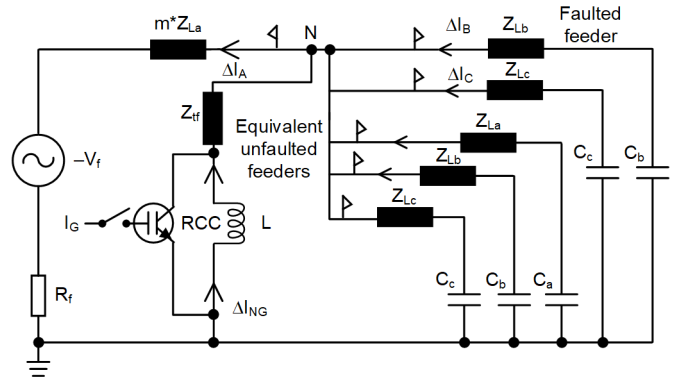 m*Z_La
N
ΔI_B
Z_Lb
Faulted
feeder
ΔI_A
ΔI_C
Z_Lc
Z_tf
Equivalent
unfaulted
feeders
Z_La
–V_f
Z_Lb
C_c
C_b
I_G
RCC
L
Z_Lc
R_f
ΔI_NG
C_c
C_b
C_a